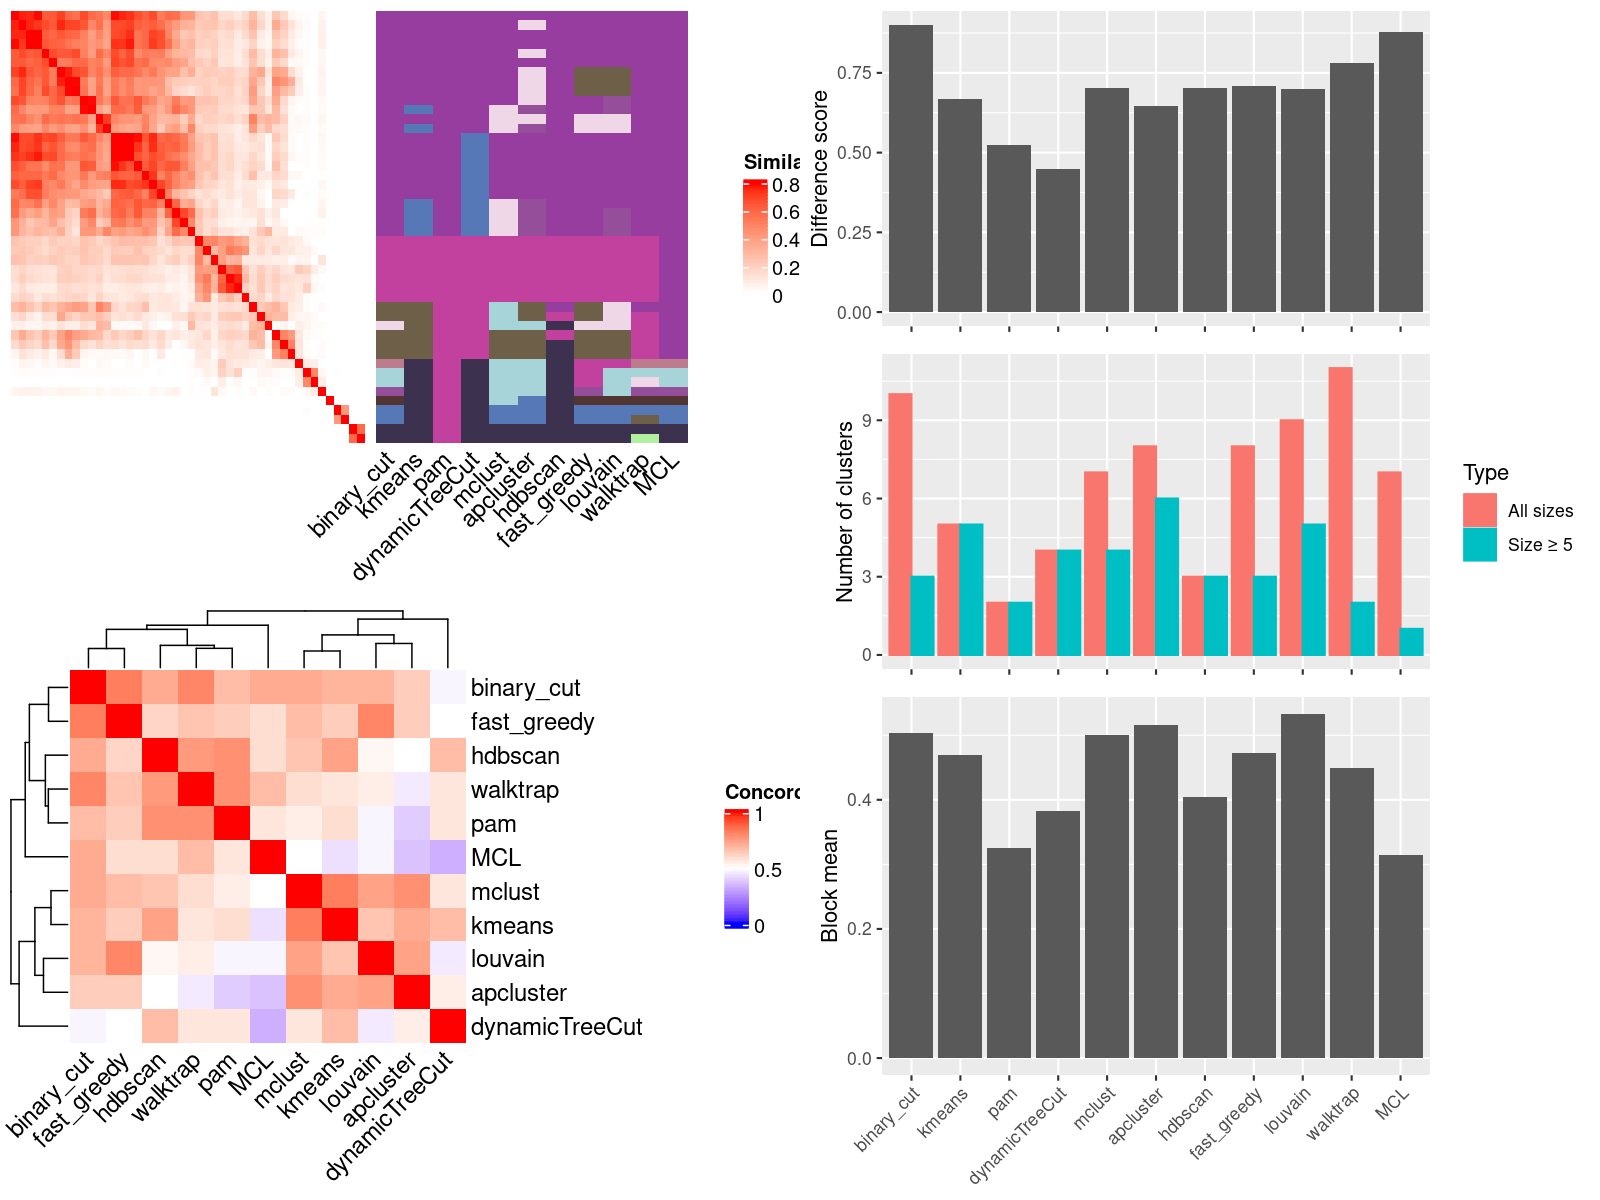 Simila
0.8
0.6
0.4
0.2
0
binary_cut
kmeans
pam
dynamicTreeCut
mclust
apcluster
hdbscan
fast_greedy
louvain
walktrap
MCL
Difference score
0.75
0.50
0.25
0.00
Number of clusters
9
6
3
0
Type
All sizes
Size ≥ 5
binary_cut
fast_greedy
hdbscan
walktrap
pam
MCL
mclust
kmeans
louvain
apcluster
dynamicTreeCut
binary_cut
fast_greedy
hdbscan
walktrap
pam
MCL
mclust
kmeans
louvain
apcluster
dynamicTreeCut
Concord
1
0.5
0
Block mean
0.4
0.2
0.0
binary_cut
kmeans
pam
dynamicTreeCut
mclust
apcluster
hdbscan
fast_greedy
louvain
walktrap
MCL